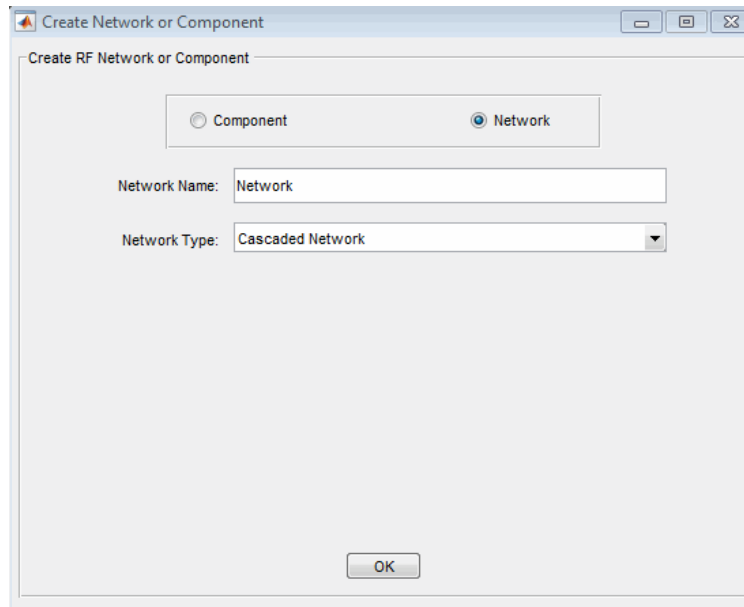 Create Network or Component
Create RF Network or Component
Component Network
Network Name: Network
Network Type: Cascaded Network
OK